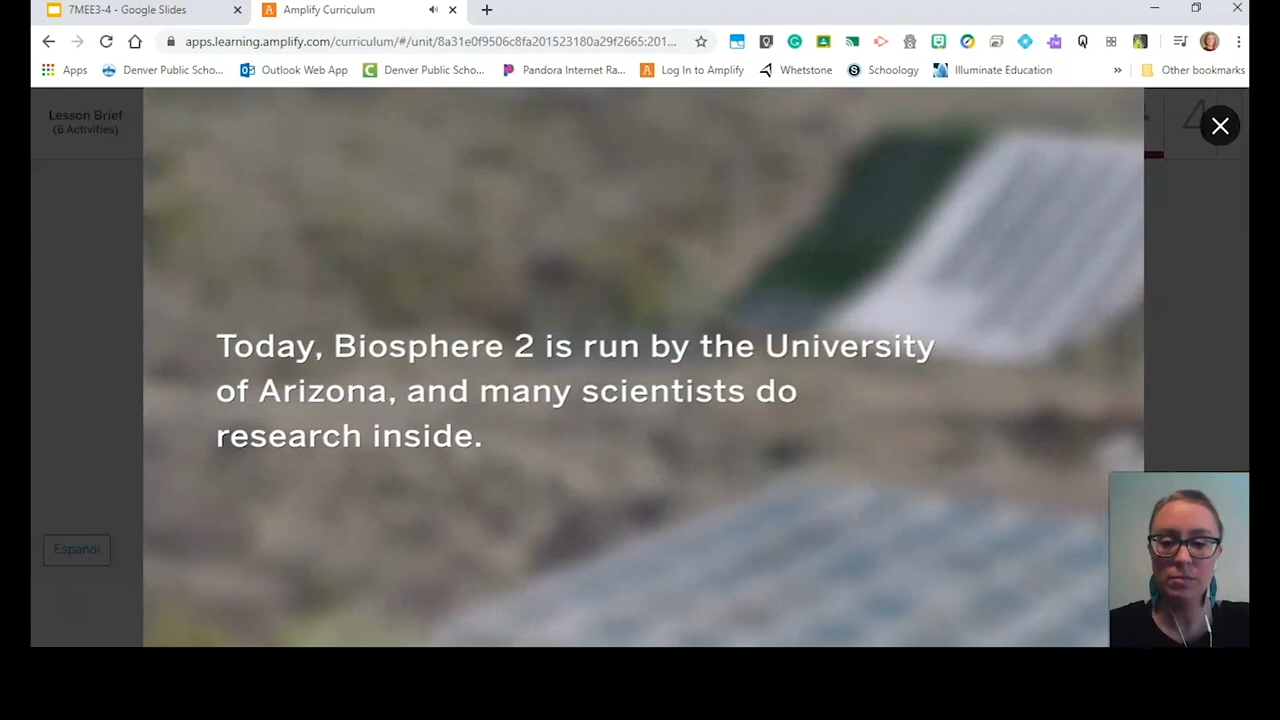 7MEE3-4 - Google Slides
Amplify Curriculum
apps.learning.amplify.com/curriculum/#/unit/8a31e0f9506c8fa201523180a29f2665:201...
Apps
Denver Public Scho...
Outlook Web App
Denver Public Scho...
Pandora Internet Ra...
Log In to Amplify
Whetstone
Schoology
Illuminate Education
»
Other bookmarks
Lesson Brief
(6 Activities)
4
Today, Biosphere 2 is run by the University
of Arizona, and many scientists do
research inside.
Español